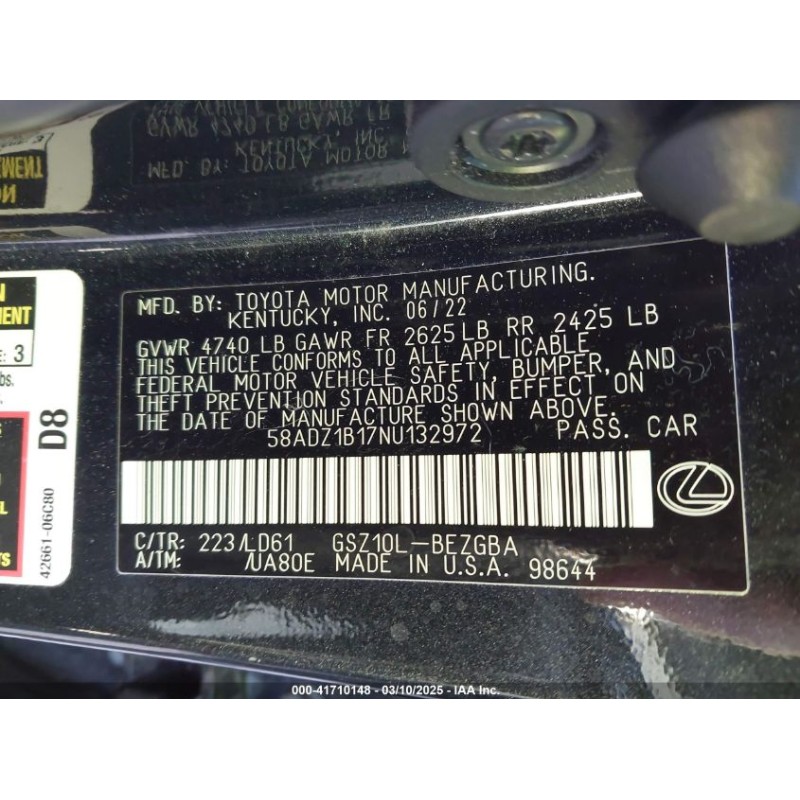 MFD. BY: TOYOTA MOTOR MANUFACTURING.
KENTUCKY, INC. 06/22
GVWR 4740 LB GAWR FR 2625 LB RR 2425 LB
THIS VEHICLE CONFORMS TO ALL APPLICABLE
FEDERAL MOTOR VEHICLE SAFETY, BUMPER, AND
THEFT PREVENTION STANDARDS IN EFFECT ON
THE DATE OF MANUFACTURE SHOWN ABOVE.
58ADZ1B17NU132972 PASS. CAR
C/TR: 223/LD61 GSZ10L-BEZGBA
A/TM: /UA80E MADE IN U.S.A. 98644
3
D8
42661-06C80
000-41710148 - 03/10/2025 - IAA Inc.